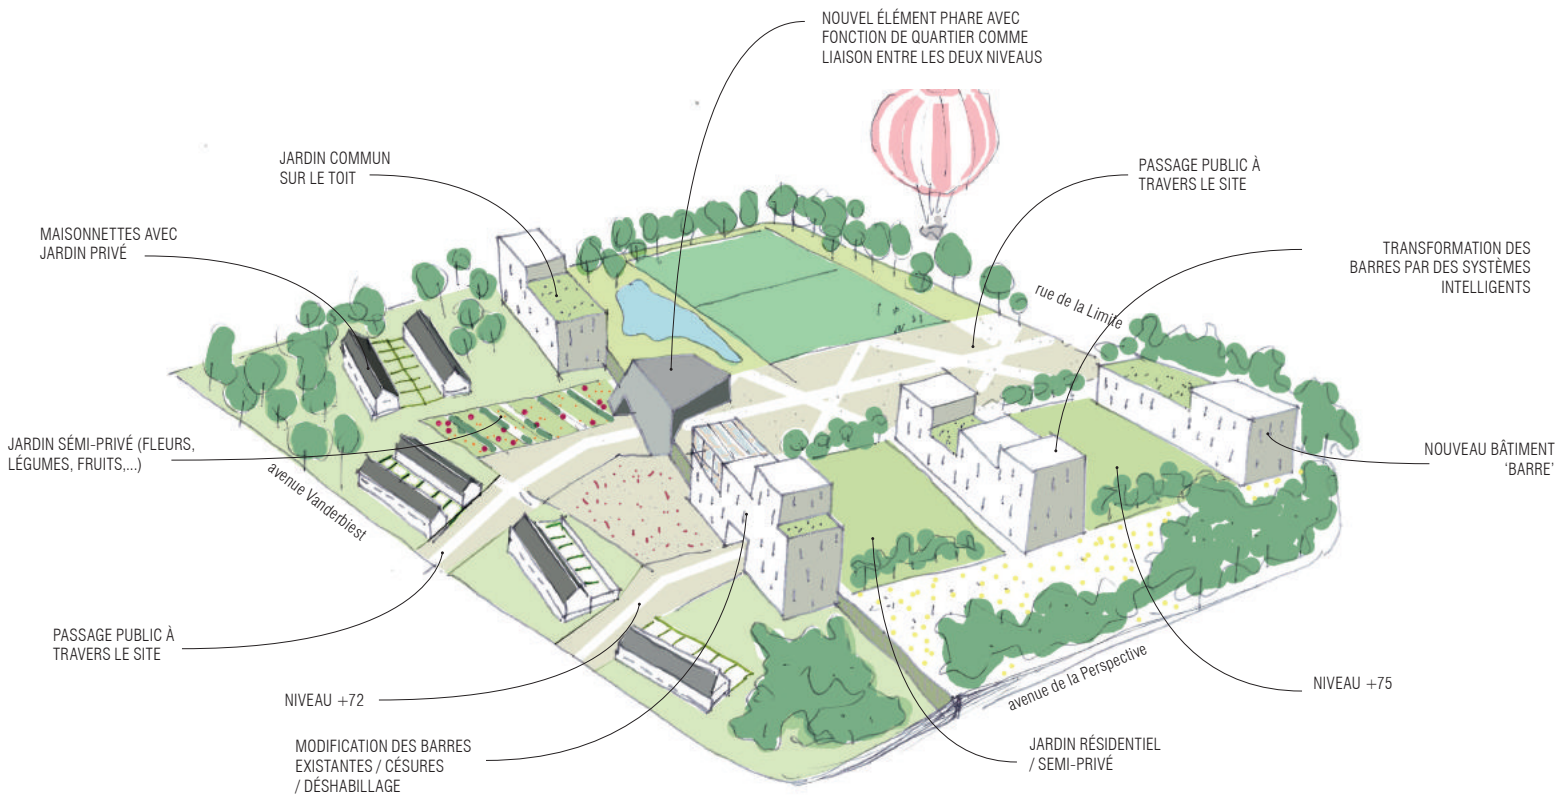 NOUVEL ÉLÉMENT PHARE AVEC
FONCTION DE QUARTIER COMME
LIAISON ENTRE LES DEUX NIVEAUS
JARDIN COMMUN
SUR LE TOIT
PASSAGE PUBLIC À
TRAVERS LE SITE
MAISONNETTES AVEC
JARDIN PRIVÉ
TRANSFORMATION DES
BARRES PAR DES SYSTÈMES
INTELLIGENTS
rue de la Limite
JARDIN SÉMI-PRIVÉ (FLEURS,
LÉGUMES, FRUITS,...)
NOUVEAU BÂTIMENT
‘BARRE’
avenue Vanderbiest
PASSAGE PUBLIC À
TRAVERS LE SITE
avenue de la Perspective
NIVEAU +75
NIVEAU +72
MODIFICATION DES BARRES
EXISTANTES / CÉSURES
/ DÉSHABILLAGE
JARDIN RÉSIDENTIEL
/ SEMI-PRIVÉ